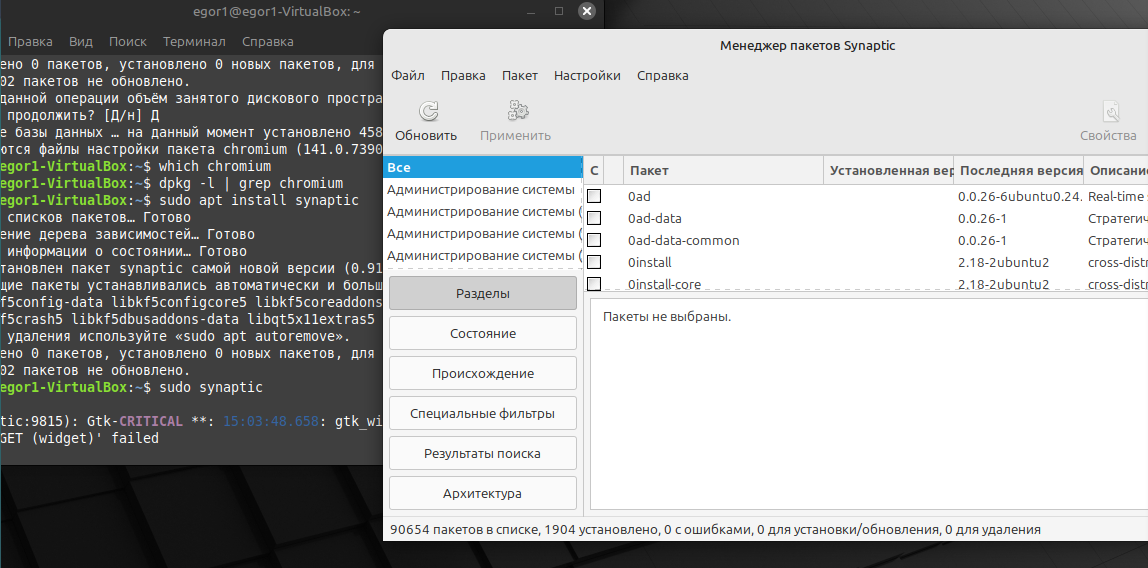 egor1@egor1-VirtualBox: ~
Правка Вид Поиск Терминал Справка
ено 0 пакетов, установлено 0 новых пакетов, для
02 пакетов не обновлено.
данной операции объём занятого дискового простра
 продолжить? [Д/н] Д
е базы данных … на данный момент установлено 458
ются файлы настройки пакета chromium (141.0.7390
egor1-VirtualBox:~$ which chromium
egor1-VirtualBox:~$ dpkg -l | grep chromium
egor1-VirtualBox:~$ sudo apt install synaptic
 списков пакетов… Готово
ение дерева зависимостей… Готово
 информации о состоянии… Готово
тановлен пакет synaptic самой новой версии (0.91
щие пакеты устанавливались автоматически и больш
f5config-data libkf5configcore5 libkf5coreaddons
f5crash5 libkf5dbusaddons-data libqt5x11extras5
 удаления используйте «sudo apt autoremove».
ено 0 пакетов, установлено 0 новых пакетов, для
02 пакетов не обновлено.
egor1-VirtualBox:~$ sudo synaptic
tic:9815): Gtk-CRITICAL **: 15:03:48.658: gtk_wi
GET (widget)' failed
Менеджер пакетов Synaptic
Файл Правка Пакет Настройки Справка
Обновить Применить Свойства
Все
Администрирование системы
Администрирование системы (
Администрирование системы (
Администрирование системы (
Разделы
Состояние
Происхождение
Специальные фильтры
Результаты поиска
Архитектура
С Пакет Установленная вер Последняя версия Описание
0ad 0.0.26-6ubuntu0.24. Real-time
0ad-data 0.0.26-1 Стратегич
0ad-data-common 0.0.26-1 Стратегич
0install 2.18-2ubuntu2 cross-distr
0install-core 2.18-2ubuntu2 cross-distr
Пакеты не выбраны.
90654 пакетов в списке, 1904 установлено, 0 с ошибками, 0 для установки/обновления, 0 для удаления